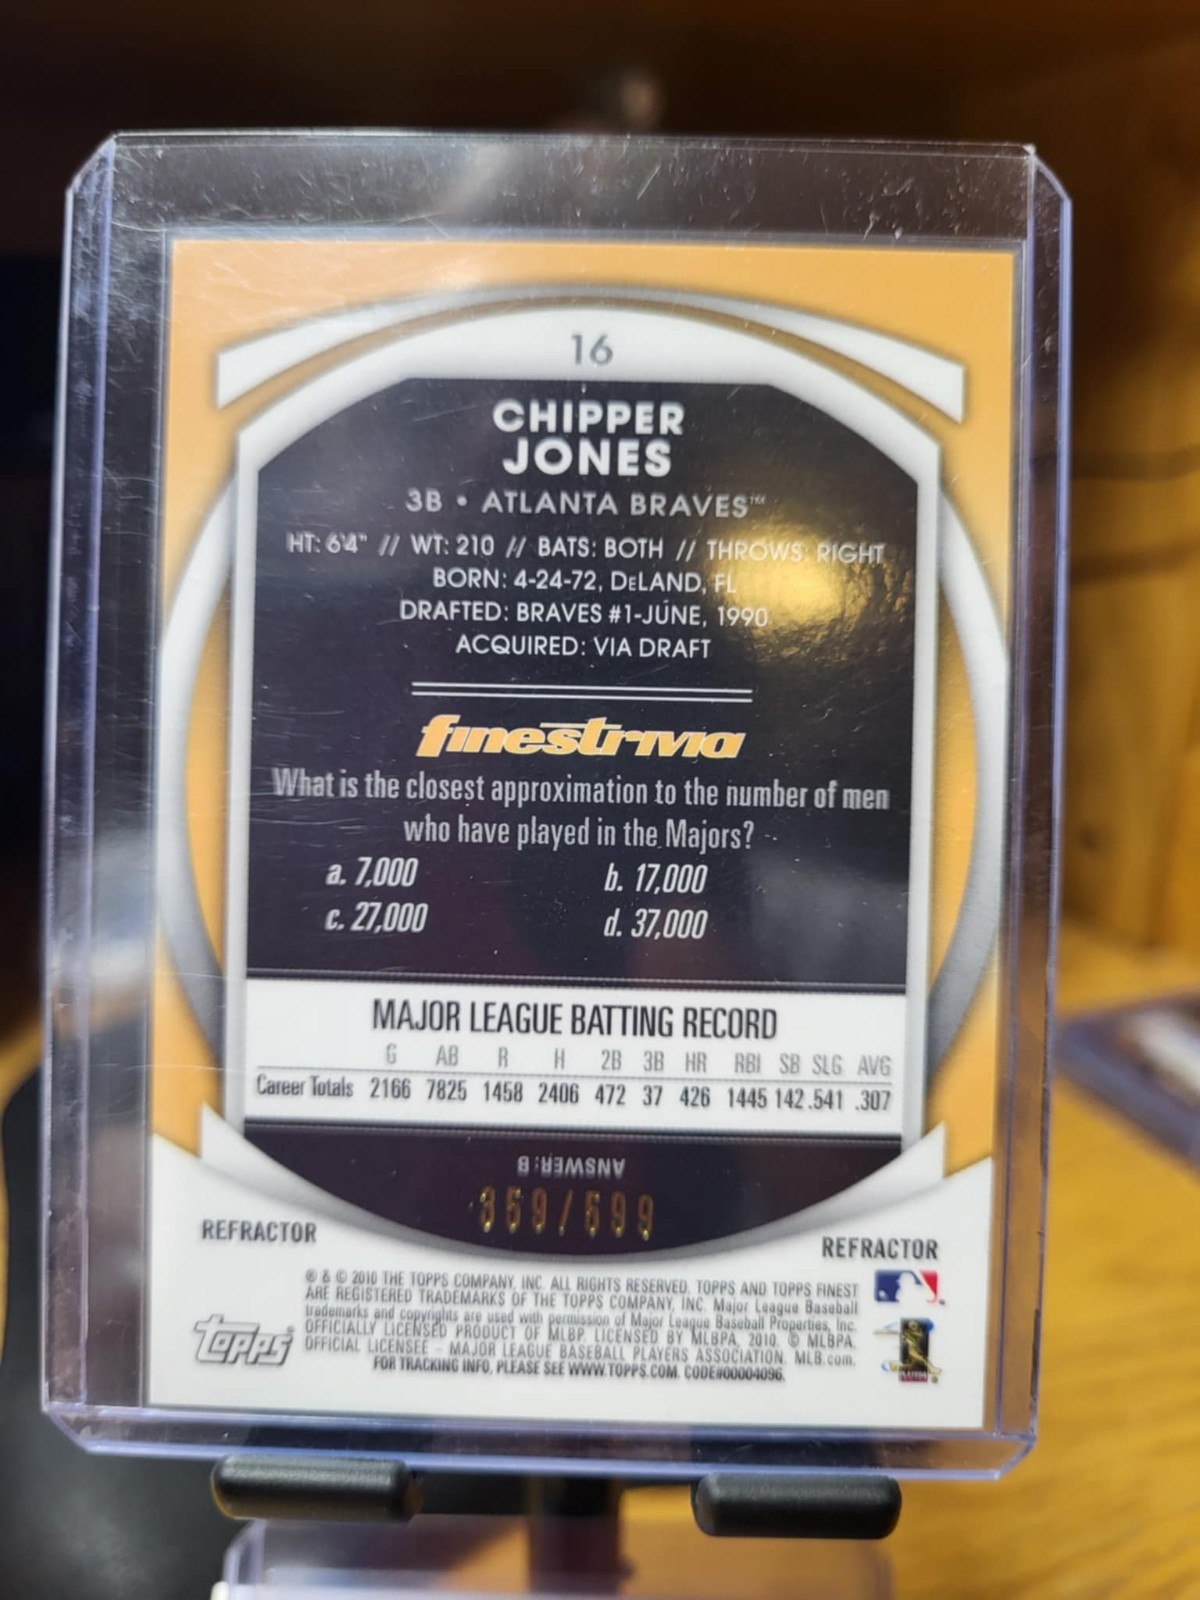 16
CHIPPER
JONES
3B • ATLANTA BRAVES™
HT: 6'4" // WT: 210 // BATS: BOTH // THROWS: RIGHT
BORN: 4-24-72, DeLAND, FL
DRAFTED: BRAVES #1-JUNE, 1990
ACQUIRED: VIA DRAFT
finestrivia
What is the closest approximation to the number of men
who have played in the Majors?
a. 7,000 b. 17,000
c. 27,000 d. 37,000
MAJOR LEAGUE BATTING RECORD
G AB R H 2B 3B HR RBI SB SLG AVG
Career Totals 2166 7825 1458 2406 472 37 426 1445 142 .541 .307
ANSWER: B
359/599
REFRACTOR
REFRACTOR
® & © 2010 THE TOPPS COMPANY, INC. ALL RIGHTS RESERVED. TOPPS AND TOPPS FINEST
ARE REGISTERED TRADEMARKS OF THE TOPPS COMPANY, INC. Major League Baseball
trademarks and copyrights are used with permission of Major League Baseball Properties, Inc.
OFFICIALLY LICENSED PRODUCT OF MLBP. LICENSED BY MLBPA, 2010. © MLBPA.
OFFICIAL LICENSEE – MAJOR LEAGUE BASEBALL PLAYERS ASSOCIATION. MLB.com.
FOR TRACKING INFO, PLEASE SEE WWW.TOPPS.COM. CODE#00004096.
Topps®